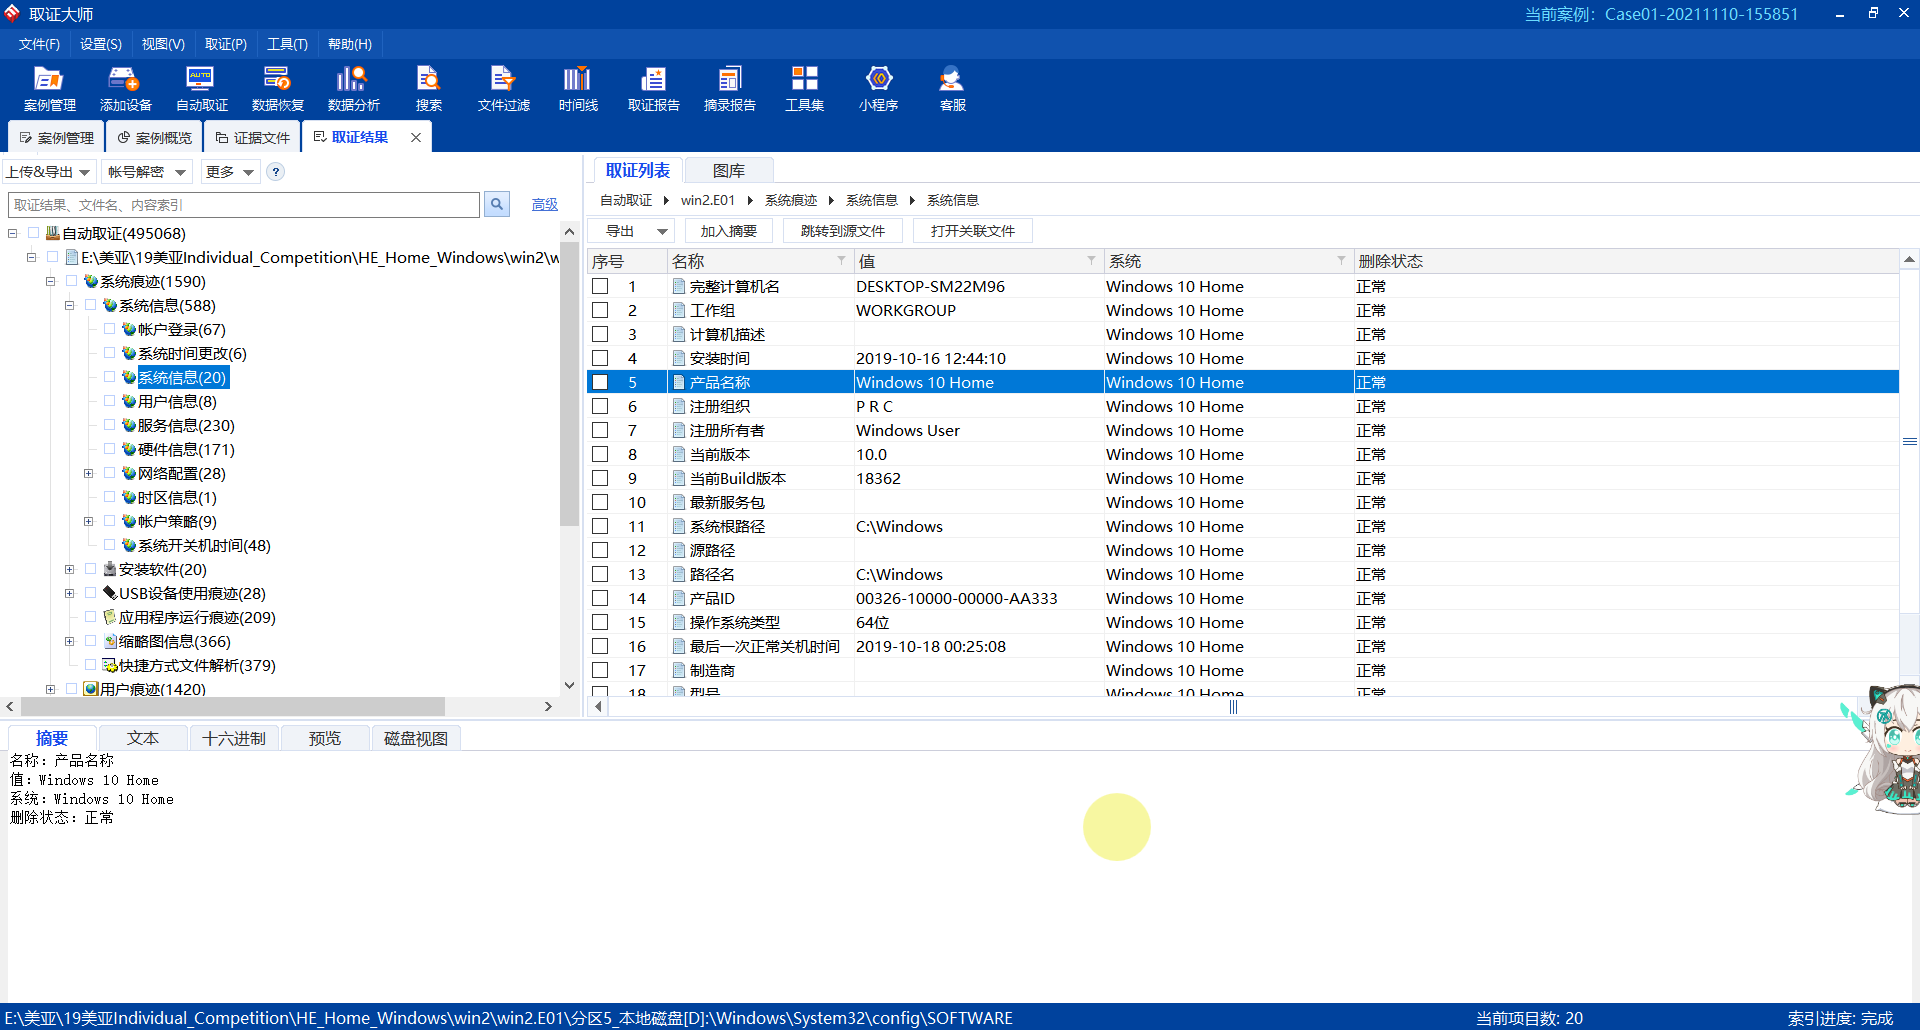 取证大师
当前案例： Case01-20211110-155851
文件(F) 设置(S) 视图(V) 取证(P) 工具(T) 帮助(H)
案例管理 添加设备 自动取证 数据恢复 数据分析 搜索 文件过滤 时间线 取证报告 摘录报告 工具集 小程序 客服
AUTO
案例管理 案例概览 证据文件 取证结果
上传&导出 帐号解密 更多 ?
取证结果、文件名、内容索引 高级
自动取证(495068)
E:\美亚\19美亚Individual_Competition\HE_Home_Windows\win2\w
系统痕迹(1590)
系统信息(588)
帐户登录(67)
系统时间更改(6)
系统信息(20)
用户信息(8)
服务信息(230)
硬件信息(171)
网络配置(28)
时区信息(1)
帐户策略(9)
系统开关机时间(48)
安装软件(20)
USB设备使用痕迹(28)
应用程序运行痕迹(209)
缩略图信息(366)
快捷方式文件解析(379)
用户痕迹(1420)
取证列表 图库
自动取证 win2.E01 系统痕迹 系统信息 系统信息
导出 加入摘要 跳转到源文件 打开关联文件
序号 名称 值 系统 删除状态
1 完整计算机名 DESKTOP-SM22M96 Windows 10 Home 正常
2 工作组 WORKGROUP Windows 10 Home 正常
3 计算机描述 Windows 10 Home 正常
4 安装时间 2019-10-16 12:44:10 Windows 10 Home 正常
5 产品名称 Windows 10 Home Windows 10 Home 正常
6 注册组织 P R C Windows 10 Home 正常
7 注册所有者 Windows User Windows 10 Home 正常
8 当前版本 10.0 Windows 10 Home 正常
9 当前Build版本 18362 Windows 10 Home 正常
10 最新服务包 Windows 10 Home 正常
11 系统根路径 C:\Windows Windows 10 Home 正常
12 源路径 Windows 10 Home 正常
13 路径名 C:\Windows Windows 10 Home 正常
14 产品ID 00326-10000-00000-AA333 Windows 10 Home 正常
15 操作系统类型 64位 Windows 10 Home 正常
16 最后一次正常关机时间 2019-10-18 00:25:08 Windows 10 Home 正常
17 制造商 Windows 10 Home 正常
18 型号 Windows 10 Home 正常
摘要 文本 十六进制 预览 磁盘视图
名称：产品名称
值：Windows 10 Home
系统：Windows 10 Home
删除状态：正常
E:\美亚\19美亚Individual_Competition\HE_Home_Windows\win2\win2.E01\分区5_本地磁盘[D]:\Windows\System32\config\SOFTWARE
当前项目数: 20
索引进度: 完成